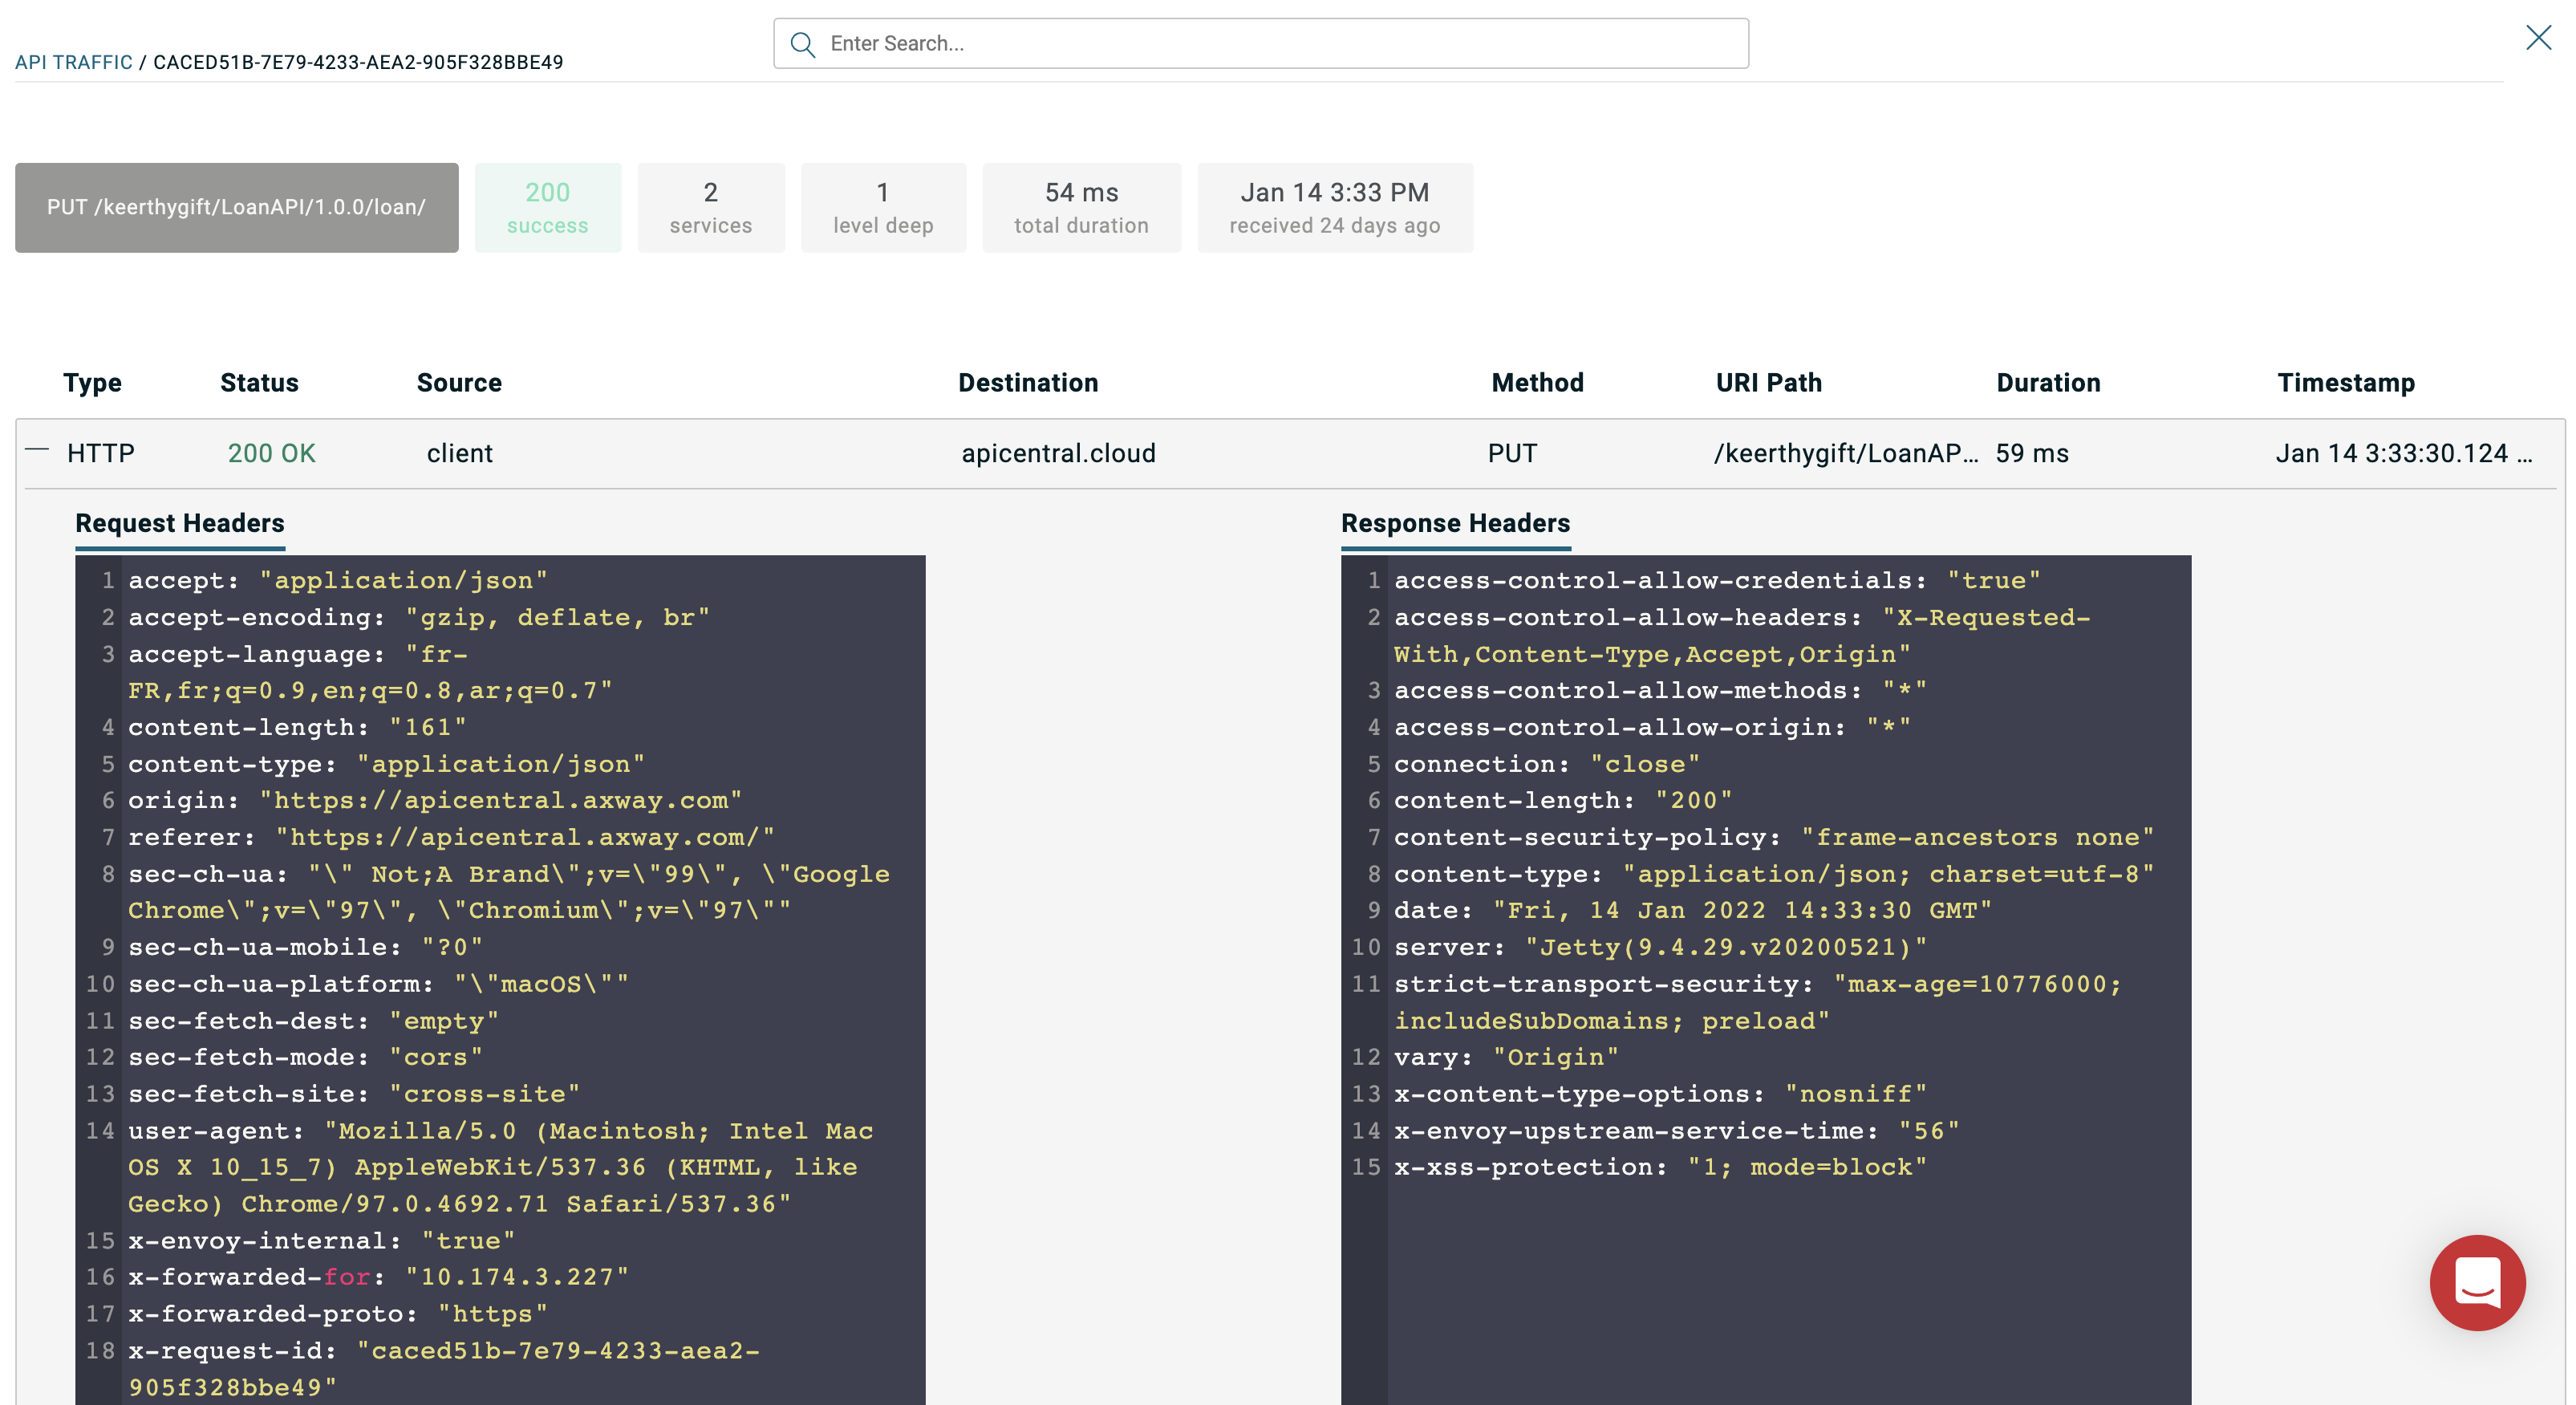 API TRAFFIC / CACED51B-7E79-4233-AEA2-905F328BBE49
Enter Search...
PUT /keerthygift/LoanAPI/1.0.0/loan/
200
success
2
services
1
level deep
54 ms
total duration
Jan 14 3:33 PM
received 24 days ago
Type Status Source Destination Method URI Path Duration Timestamp
HTTP 200 OK client apicentral.cloud PUT /keerthygift/LoanAP... 59 ms Jan 14 3:33:30.124 ...
Request Headers
1 accept: "application/json"
2 accept-encoding: "gzip, deflate, br"
3 accept-language: "fr-
FR,fr;q=0.9,en;q=0.8,ar;q=0.7"
4 content-length: "161"
5 content-type: "application/json"
6 origin: "https://apicentral.axway.com"
7 referer: "https://apicentral.axway.com/"
8 sec-ch-ua: "\" Not;A Brand\";v=\"99\", \"Google
Chrome\";v=\"97\", \"Chromium\";v=\"97\""
9 sec-ch-ua-mobile: "?0"
10 sec-ch-ua-platform: "\"macOS\""
11 sec-fetch-dest: "empty"
12 sec-fetch-mode: "cors"
13 sec-fetch-site: "cross-site"
14 user-agent: "Mozilla/5.0 (Macintosh; Intel Mac
OS X 10_15_7) AppleWebKit/537.36 (KHTML, like
Gecko) Chrome/97.0.4692.71 Safari/537.36"
15 x-envoy-internal: "true"
16 x-forwarded-for: "10.174.3.227"
17 x-forwarded-proto: "https"
18 x-request-id: "caced51b-7e79-4233-aea2-
905f328bbe49"
Response Headers
1 access-control-allow-credentials: "true"
2 access-control-allow-headers: "X-Requested-
With,Content-Type,Accept,Origin"
3 access-control-allow-methods: "*"
4 access-control-allow-origin: "*"
5 connection: "close"
6 content-length: "200"
7 content-security-policy: "frame-ancestors none"
8 content-type: "application/json; charset=utf-8"
9 date: "Fri, 14 Jan 2022 14:33:30 GMT"
10 server: "Jetty(9.4.29.v20200521)"
11 strict-transport-security: "max-age=10776000;
includeSubDomains; preload"
12 vary: "Origin"
13 x-content-type-options: "nosniff"
14 x-envoy-upstream-service-time: "56"
15 x-xss-protection: "1; mode=block"